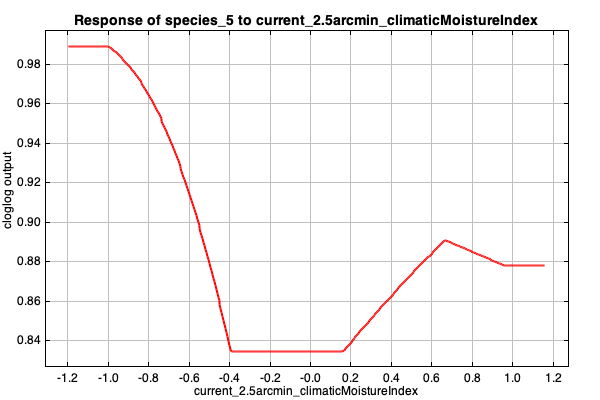 Response of species_5 to current_2.5arcmin_climaticMoistureIndex
cloglog output
0.98
0.96
0.94
0.92
0.90
0.88
0.86
0.84
-1.2 -1.0 -0.8 -0.6 -0.4 -0.2 -0.0 0.2 0.4 0.6 0.8 1.0 1.2
current_2.5arcmin_climaticMoistureIndex